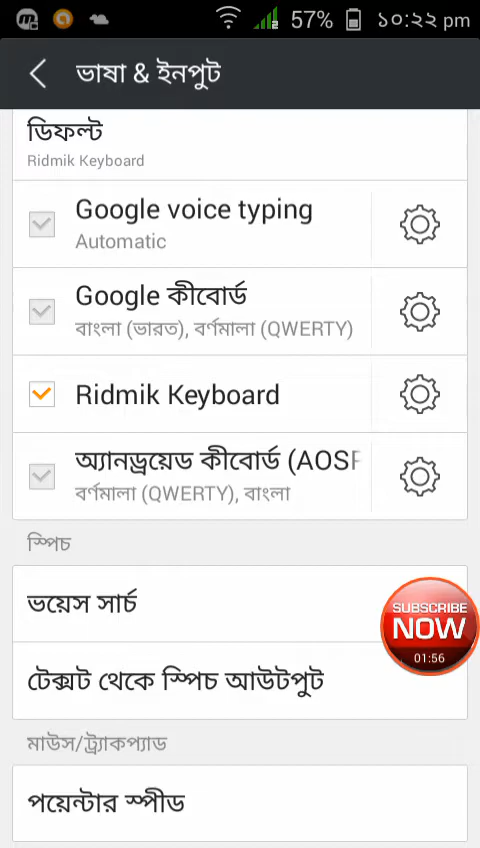 57% ১০:২২ pm
ভাষা & ইনপুট
ডিফল্ট
Ridmik Keyboard
Google voice typing
Automatic
Google কীবোর্ড
বাংলা (ভারত), বর্ণমালা (QWERTY)
Ridmik Keyboard
অ্যানড্রয়েড কীবোর্ড (AOSP
বর্ণমালা (QWERTY), বাংলা
স্পিচ
ভয়েস সার্চ
SUBSCRIBE
NOW
01:56
টেক্সট থেকে স্পিচ আউটপুট
মাউস/ট্র্যাকপ্যাড
পয়েন্টার স্পীড